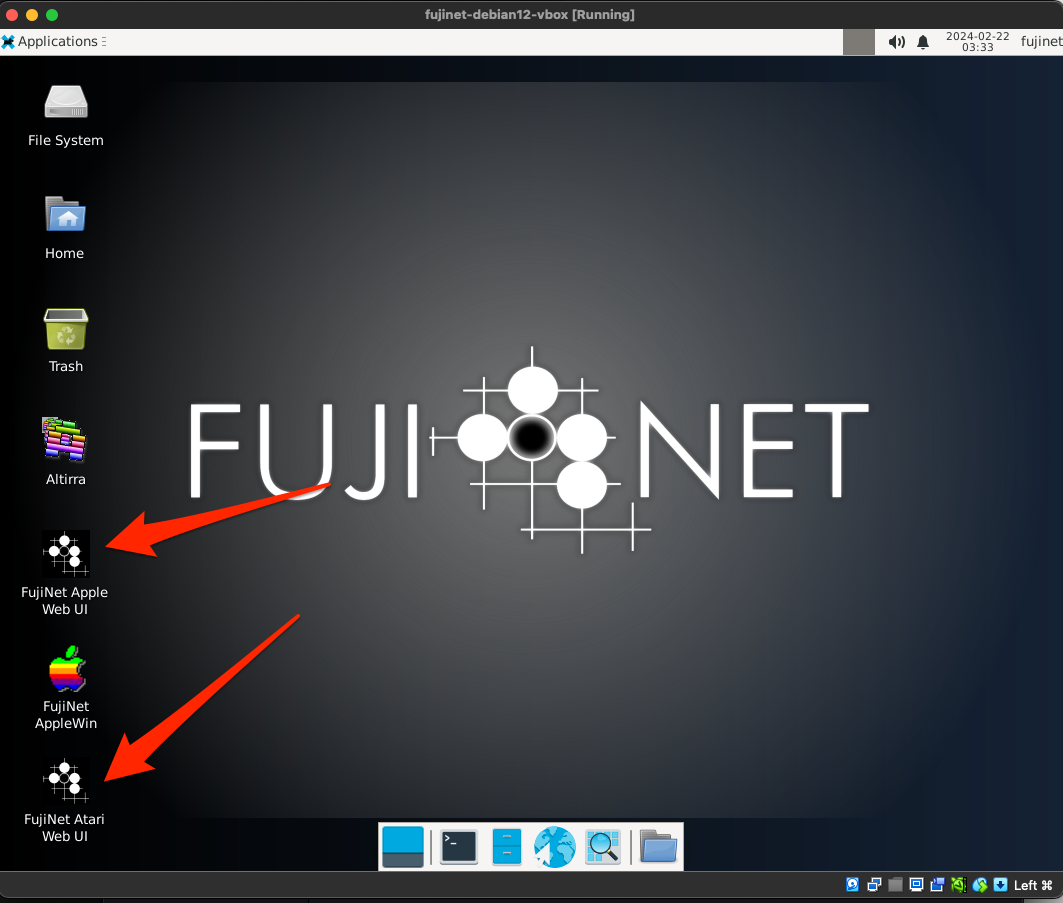 fujinet-debian12-vbox [Running]
Applications
2024-02-22
03:33
fujinet
File System
Home
Trash
Altirra
FujiNet Apple
Web UI
FujiNet
AppleWin
FujiNet Atari
Web UI
FUJI NET
>_
Left ⌘